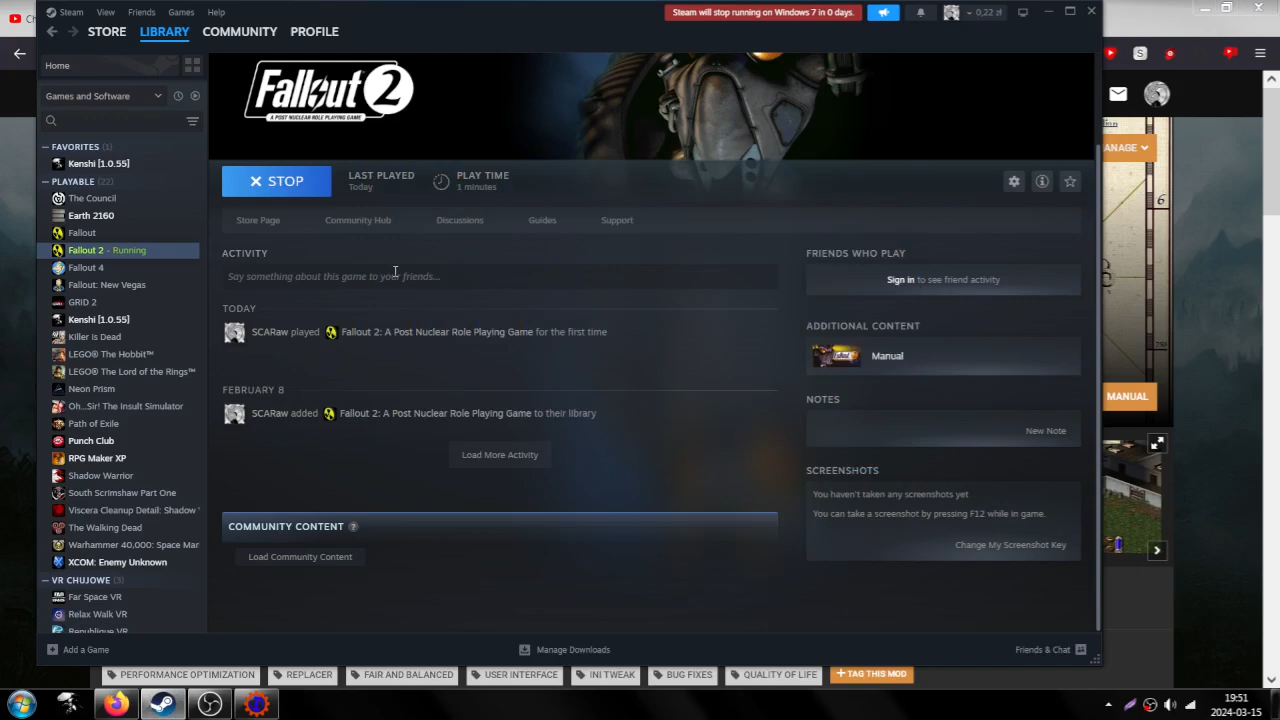 Steam View Friends Games Help
Steam will stop running on Windows 7 in 0 days.
0,22 zł
STORE LIBRARY COMMUNITY PROFILE
Home
Games and Software
FAVORITES (1)
Kenshi [1.0.55]
PLAYABLE (22)
The Council
Earth 2160
Fallout
Fallout 2 - Running
Fallout 4
Fallout: New Vegas
GRID 2
Kenshi [1.0.55]
Killer is Dead
LEGO® The Hobbit™
LEGO® The Lord of the Rings™
Neon Prism
Oh...Sir! The Insult Simulator
Path of Exile
Punch Club
RPG Maker XP
Shadow Warrior
South Scrimshaw Part One
Viscera Cleanup Detail: Shadow
The Walking Dead
Warhammer 40,000: Space Mar
XCOM: Enemy Unknown
VR CHUJOWE (3)
Far Space VR
Relax Walk VR
Republique VR
Add a Game
Fallout 2
A POST NUCLEAR ROLE PLAYING GAME
STOP
LAST PLAYED
Today
PLAY TIME
1 minutes
Store Page Community Hub Discussions Guides Support
ACTIVITY
Say something about this game to your friends...
TODAY
SCARaw played Fallout 2: A Post Nuclear Role Playing Game for the first time
FEBRUARY 8
SCARaw added Fallout 2: A Post Nuclear Role Playing Game to their library
Load More Activity
COMMUNITY CONTENT ?
Load Community Content
FRIENDS WHO PLAY
Sign in to see friend activity
ADDITIONAL CONTENT
Manual
NOTES
New Note
SCREENSHOTS
You haven't taken any screenshots yet
You can take a screenshot by pressing F12 while in game.
Change My Screenshot Key
Manage Downloads
Friends & Chat
ANAGE
MANUAL
PERFORMANCE OPTIMIZATION REPLACER FAIR AND BALANCED USER INTERFACE INI TWEAK BUG FIXES QUALITY OF LIFE + TAG THIS MOD
19:51
2024-03-15